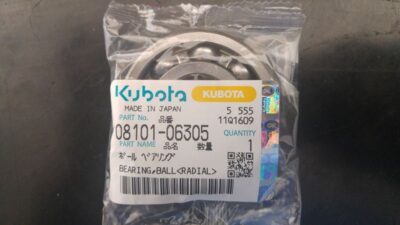 Kubota KUBOTA
MADE IN JAPAN 5 555
PART No. 品番 11Q1609
08101-06305 QUANTITY
PART NAME 品名 数量 1
ボール ベアリング
BEARING,BALL<RADIAL>